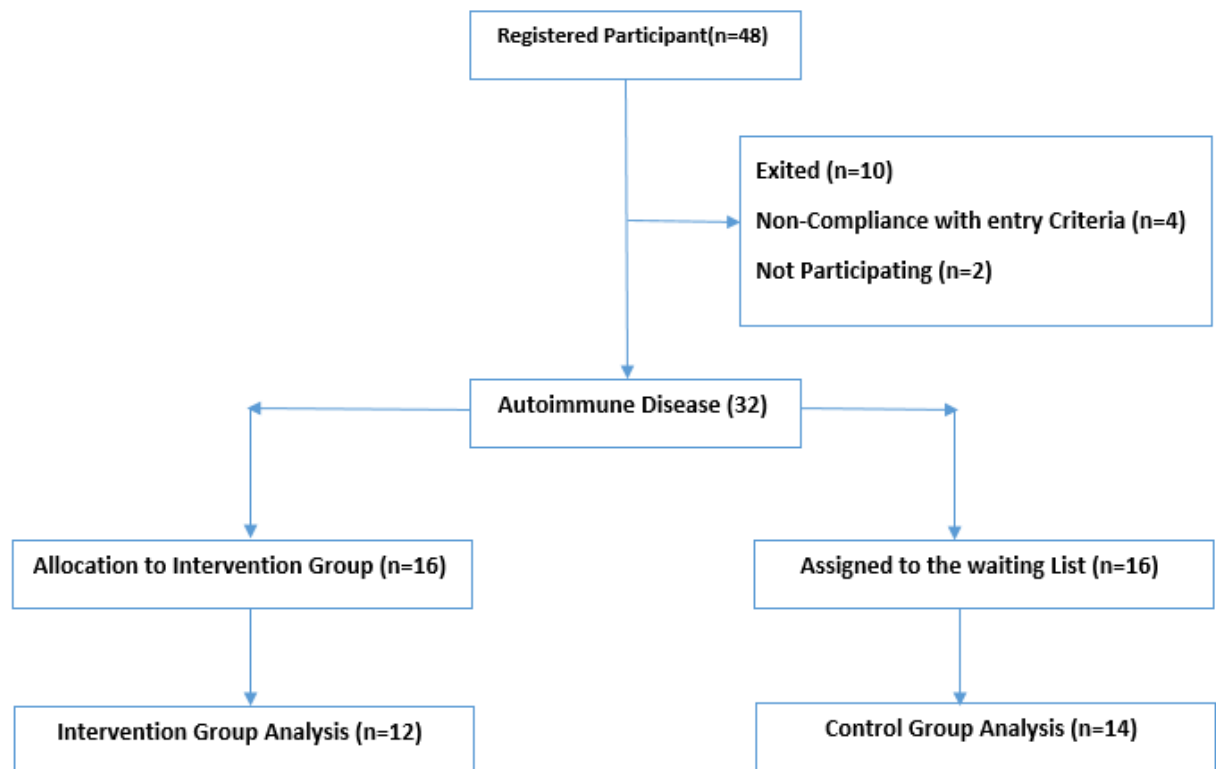 Registered Participant(n=48)
Exited (n=10)
Non-Compliance with entry Criteria (n=4)
Not Participating (n=2)
Autoimmune Disease (32)
Allocation to Intervention Group (n=16)
Assigned to the waiting List (n=16)
Intervention Group Analysis (n=12)
Control Group Analysis (n=14)